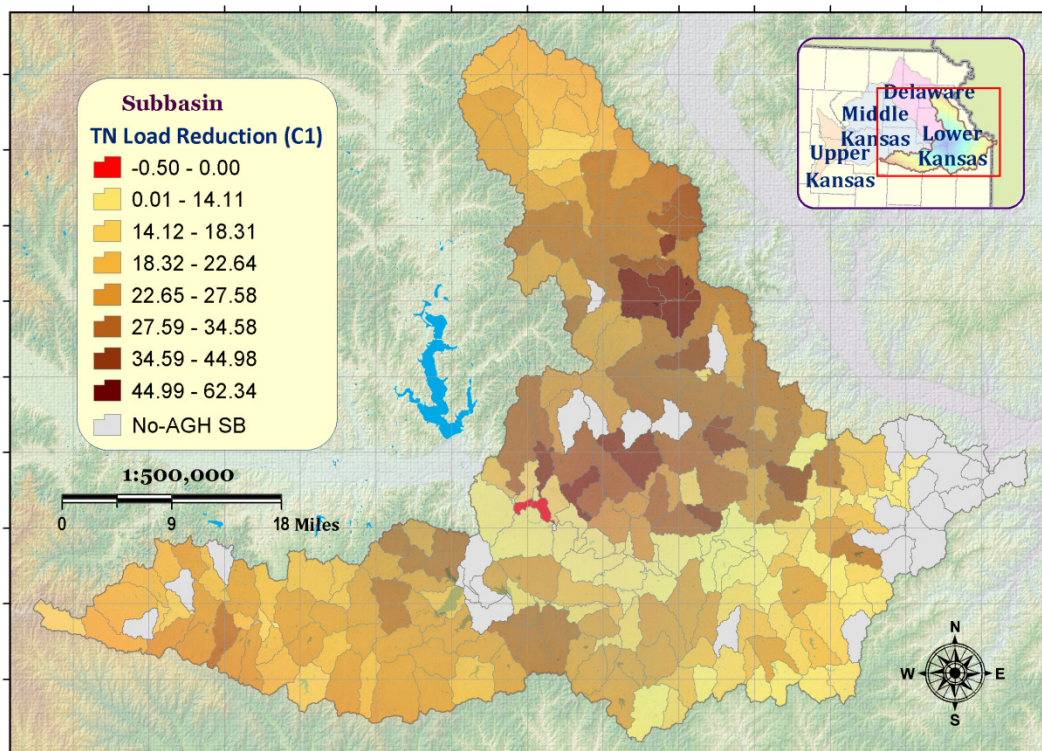 Subbasin
TN Load Reduction (C1)
-0.50 - 0.00
0.01 - 14.11
14.12 - 18.31
18.32 - 22.64
22.65 - 27.58
27.59 - 34.58
34.59 - 44.98
44.99 - 62.34
No-AGH SB
1:500,000
0 9 18 Miles
Delaware
Middle
Kansas
Lower
Kansas
Upper
Kansas
N
W E
S